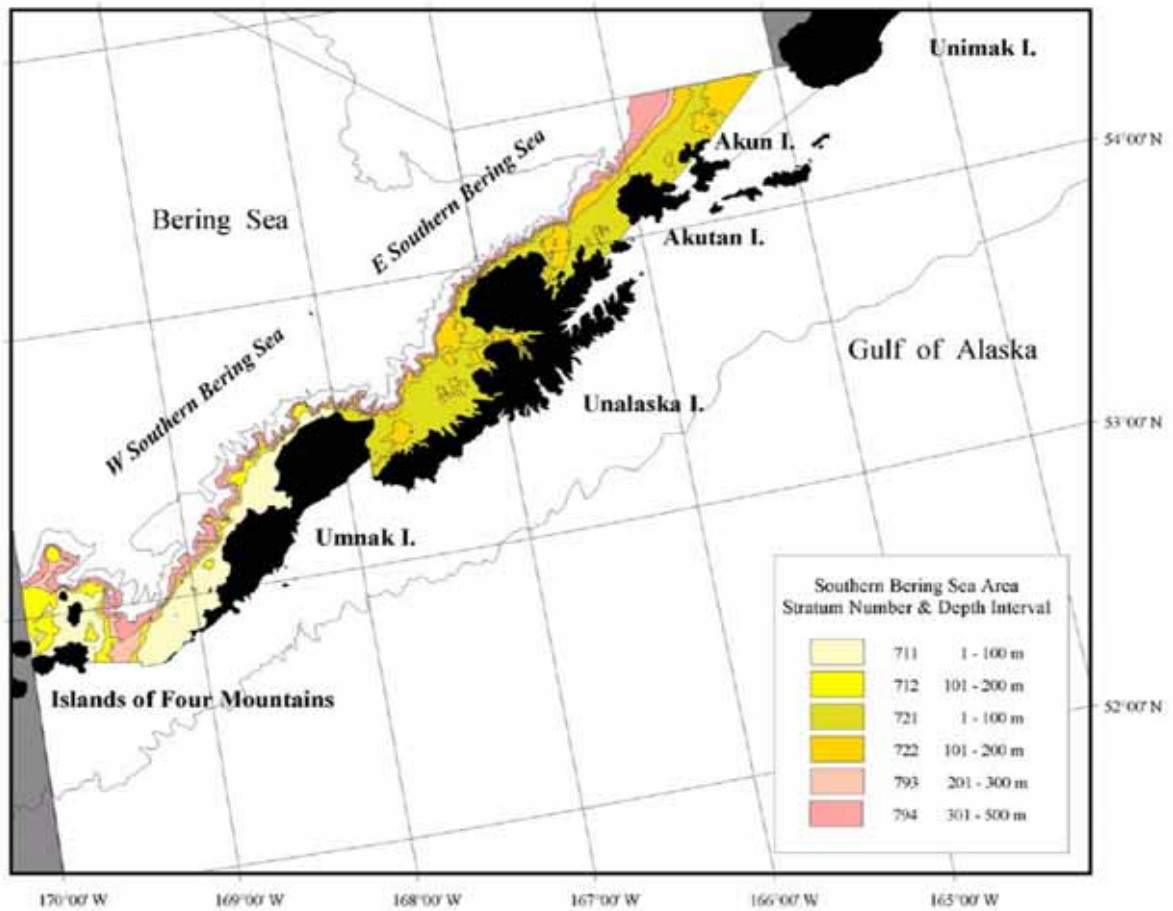 Unimak I.
54°00' N
Akun I.
E Southern Bering Sea
Bering Sea
Akutan I.
Gulf of Alaska
W Southern Bering Sea
Unalaska I.
53°00' N
Umnak I.
Southern Bering Sea Area
Stratum Number & Depth Interval
711 1 - 100 m
712 101 - 200 m
721 1 - 100 m
722 101 - 200 m
793 201 - 300 m
794 301 - 500 m
Islands of Four Mountains
52°00' N
170°00' W 169°00' W 168°00' W 167°00' W 166°00' W 165°00' W